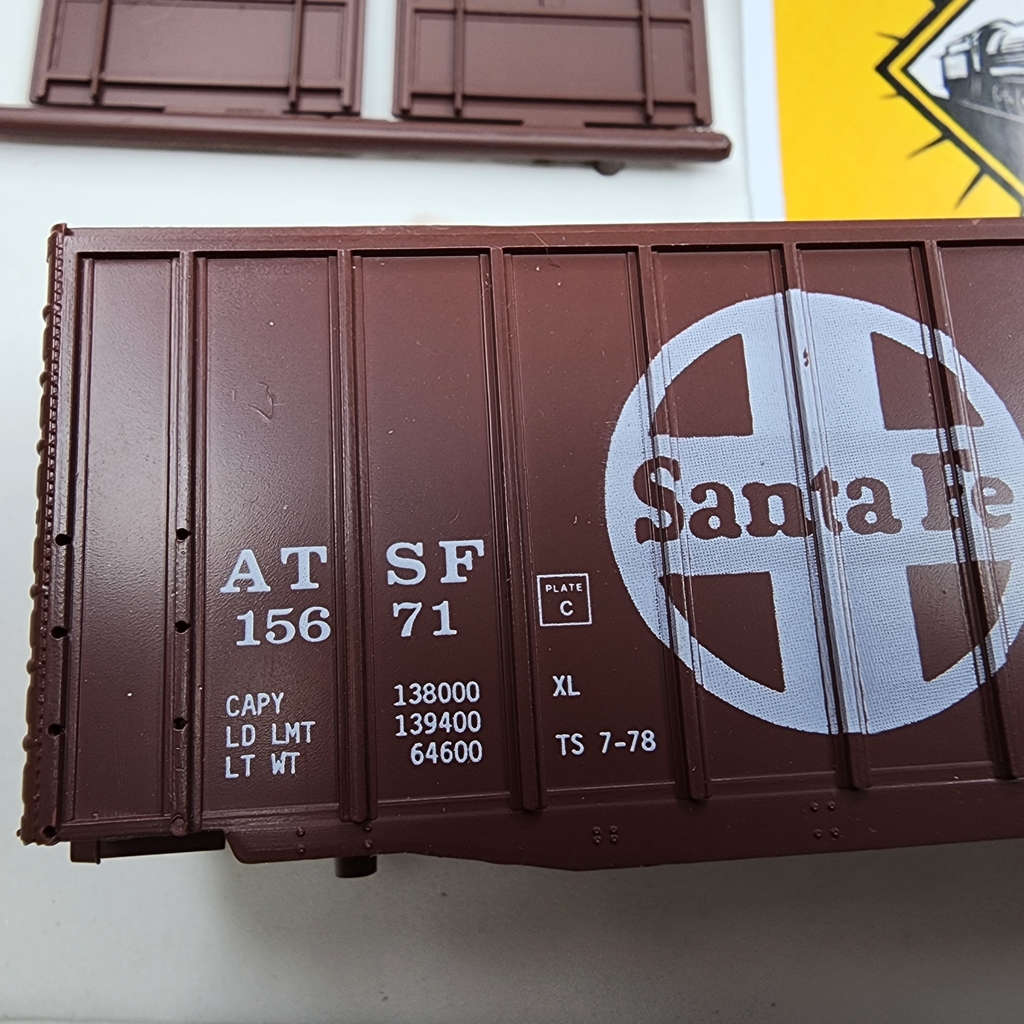 Santa Fe
AT SF
156 71
PLATE
C
CAPY 138000
LD LMT 139400
LT WT 64600
XL
TS 7-78